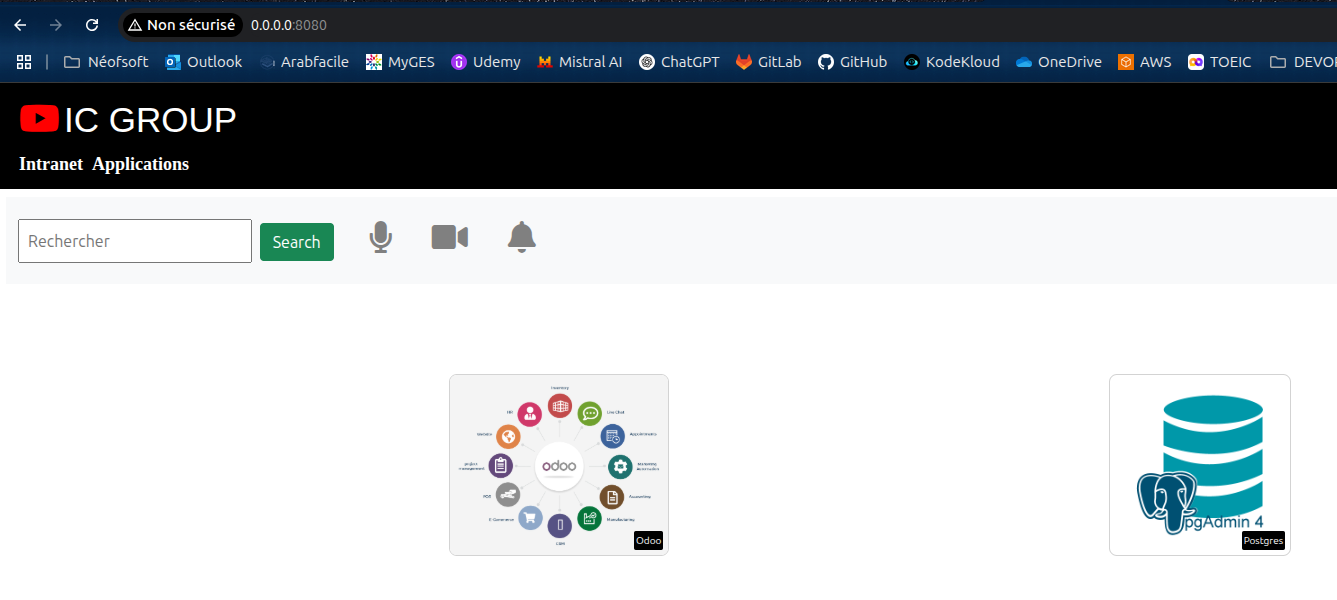 Non sécurisé 0.0.0.0:8080
Néofsoft Outlook Arabfacile MyGES Udemy Mistral AI ChatGPT GitLab GitHub KodeKloud OneDrive AWS TOEIC DEVOP
IC GROUP
Intranet Applications
Rechercher Search
Inventory
HR Live Chat
Website Appointments
project management Marketing Automation
odoo
POS Accounting
E-Commerce Manufacturing
CRM
Odoo
pgAdmin 4
Postgres